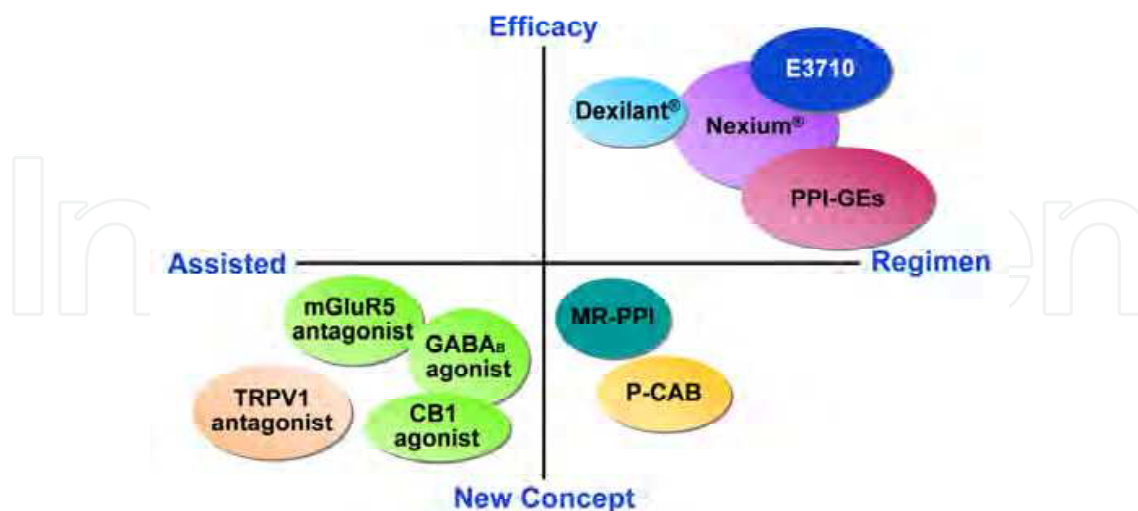 Efficacy
E3710
Dexilant®
Nexium®
PPI-GEs
Assisted
Regimen
mGluR5
antagonist
GABAB
agonist
MR-PPI
TRPV1
antagonist
CB1
agonist
P-CAB
New Concept